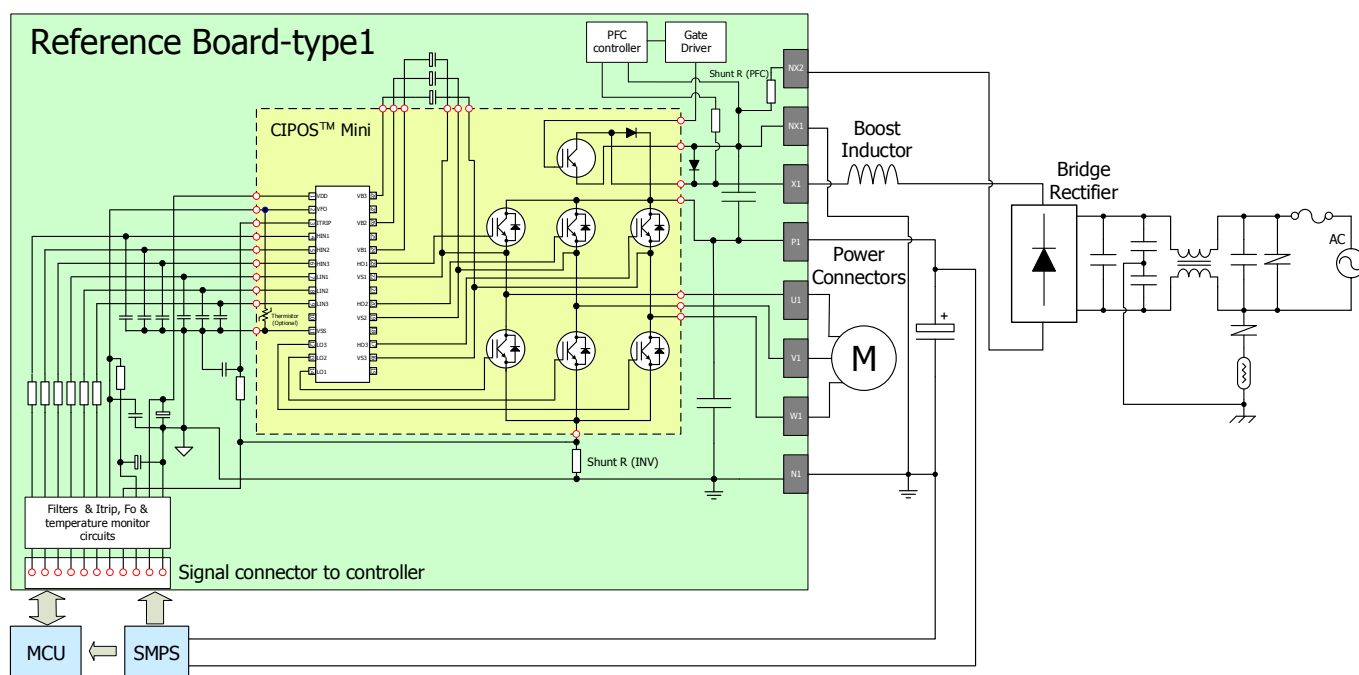 Reference Board-type1
PFC
controller
Gate
Driver
Shunt R (PFC)
NX2
NX1
X1
P1
U1
V1
W1
N1
CIPOS™ Mini
VDD
VFO
ITRIP
HIN1
HIN2
HIN3
LIN1
LIN2
LIN3
VSS
LO3
LO2
LO1
VB3
VB2
VB1
HO1
VS1
HO2
VS2
HO3
VS3
Thermistor
(Optional)
Boost
Inductor
Bridge
Rectifier
AC
Power
Connectors
+
M
Shunt R (INV)
Filters & Itrip, Fo &
temperature monitor
circuits
Signal connector to controller
MCU
SMPS